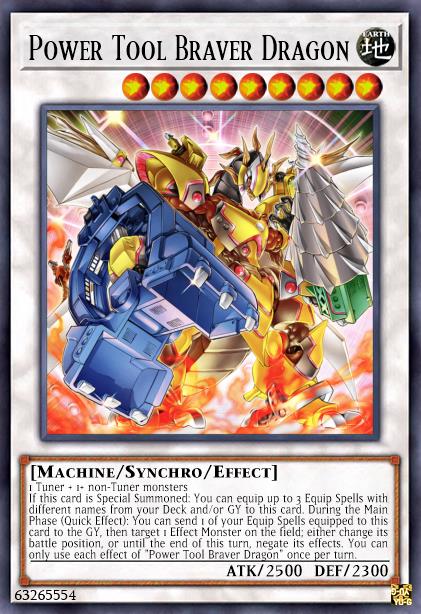 POWER TOOL BRAVER DRAGON
EARTH
地
[MACHINE/SYNCHRO/EFFECT]
1 Tuner + 1+ non-Tuner monsters
If this card is Special Summoned: You can equip up to 3 Equip Spells with
different names from your Deck and/or GY to this card. During the Main
Phase (Quick Effect): You can send 1 of your Equip Spells equipped to this card
to the GY, then target 1 Effect Monster on the field; either change its
battle position, or until the end of this turn, negate its effects. You can
only use each effect of "Power Tool Braver Dragon" once per turn.
ATK/2500 DEF/2300
63265554